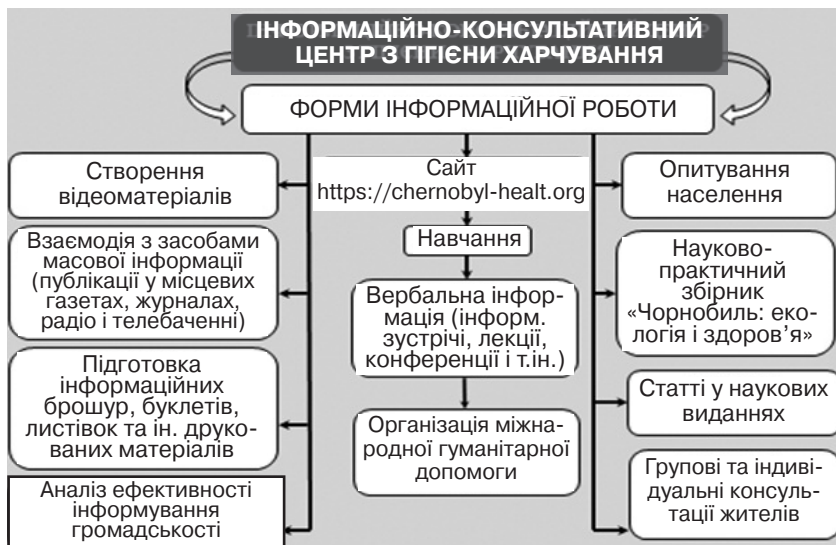 ІНФОРМАЦІЙНО-КОНСУЛЬТАТИВНИЙ
ЦЕНТР З ГІГІЄНИ ХАРЧУВАННЯ
ФОРМИ ІНФОРМАЦІЙНОЇ РОБОТИ
Створення
відеоматеріалів
Взаємодія з засобами
масової інформації
(публікації у місцевих
газетах, журналах,
радіо і телебаченні)
Підготовка
інформаційних
брошур, буклетів,
листівок та ін. друко-
ваних матеріалів
Аналіз ефективності
інформування
громадськості
Сайт
https://chernobyl-healt.org
Навчання
Вербальна інфор-
мація (інформ.
зустрічі, лекції,
конференції і т.ін.)
Організація міжна-
родної гуманітарної
допомоги
Опитування
населення
Науково-
практичний
збірник
«Чорнобиль: еко-
логія і здоров’я»
Статті у наукових
виданнях
Групові та індиві-
дуальні консуль-
тації жителів